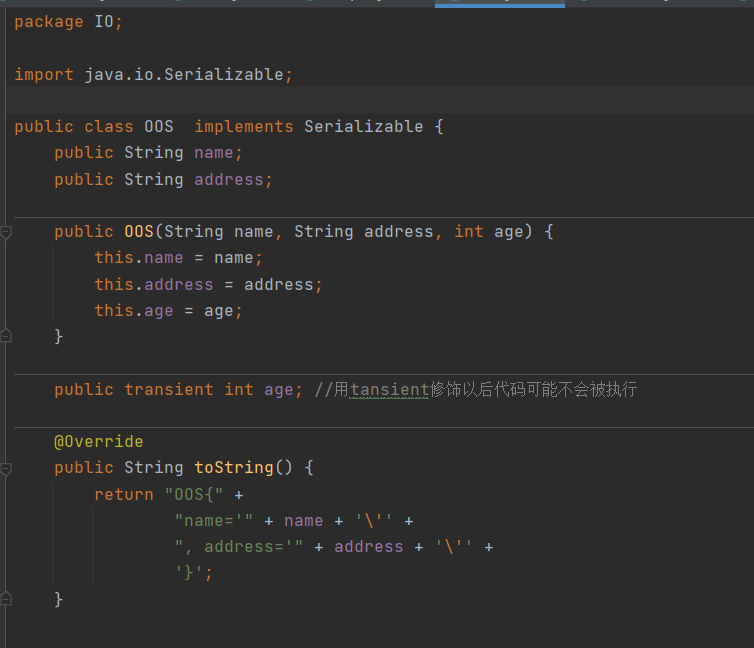 package IO;
import java.io.Serializable;
public class OOS  implements Serializable {
    public String name;
    public String address;
    public OOS(String name, String address, int age) {
        this.name = name;
        this.address = address;
        this.age = age;
    }
    public transient int age; //用tansient修饰以后代码可能不会被执行
    @Override
    public String toString() {
        return "OOS{" +
                "name='" + name + '\'' +
                ", address='" + address + '\'' +
                '}';
    }